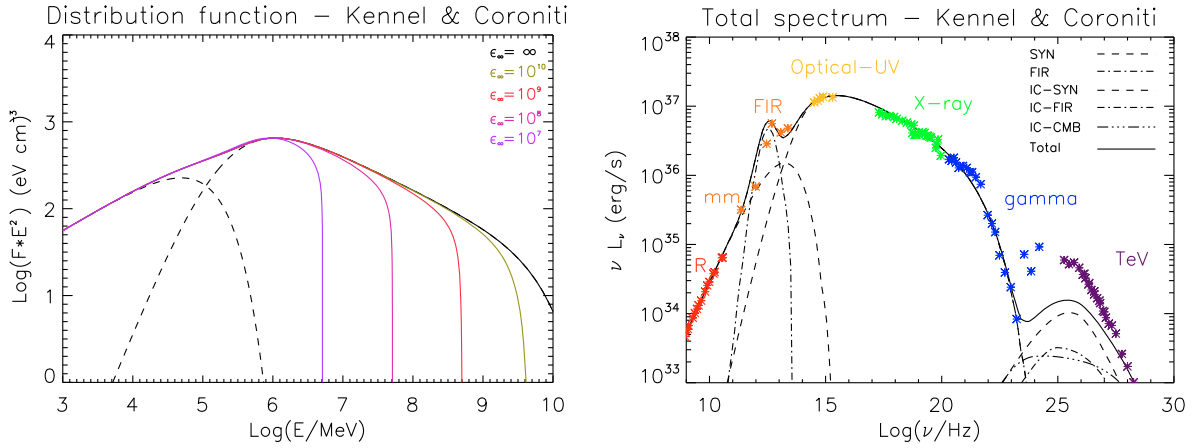 Distribution function – Kennel & Coroniti
Log(F*E²) (eV cm)³
4
3
2
1
0
ϵ∞= ∞
ϵ∞=10¹⁰
ϵ∞=10⁹
ϵ∞=10⁸
ϵ∞=10⁷
3 4 5 6 7 8 9 10
Log(E/MeV)
Total spectrum – Kennel & Coroniti
ν Lν (erg/s)
10³⁸
10³⁷
10³⁶
10³⁵
10³⁴
10³³
SYN
FIR
IC-SYN
IC-FIR
IC-CMB
Total
Optical-UV
FIR
X-ray
mm
gamma
R
TeV
10 15 20 25 30
Log(ν/Hz)